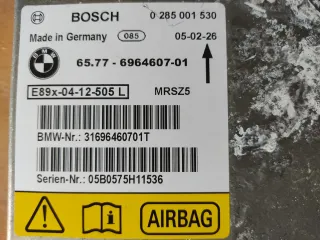 BOSCH 0 285 001 530
Made in Germany 085 05-02-26
BMW 65.77 - 6964607-01
E89x-04-12-505 L MRSZ5
BMW-Nr.: 31696460701T
Serien-Nr.: 05B0575H11536
! i AIRBAG